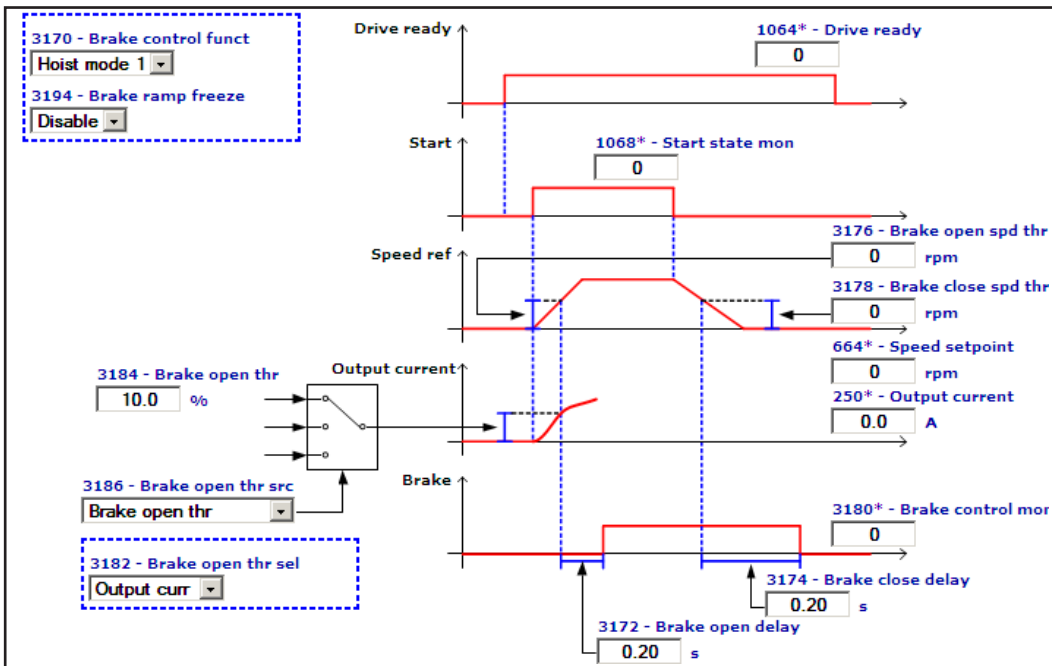 3170 - Brake control funct
Hoist mode 1
3194 - Brake ramp freeze
Disable
Drive ready
1064* - Drive ready
0
Start
1068* - Start state mon
0
Speed ref
3176 - Brake open spd thr
0 rpm
3178 - Brake close spd thr
0 rpm
664* - Speed setpoint
0 rpm
Output current
250* - Output current
0.0 A
3184 - Brake open thr
10.0 %
3186 - Brake open thr src
Brake open thr
3182 - Brake open thr sel
Output curr
Brake
3180* - Brake control mon
0
3174 - Brake close delay
0.20 s
3172 - Brake open delay
0.20 s